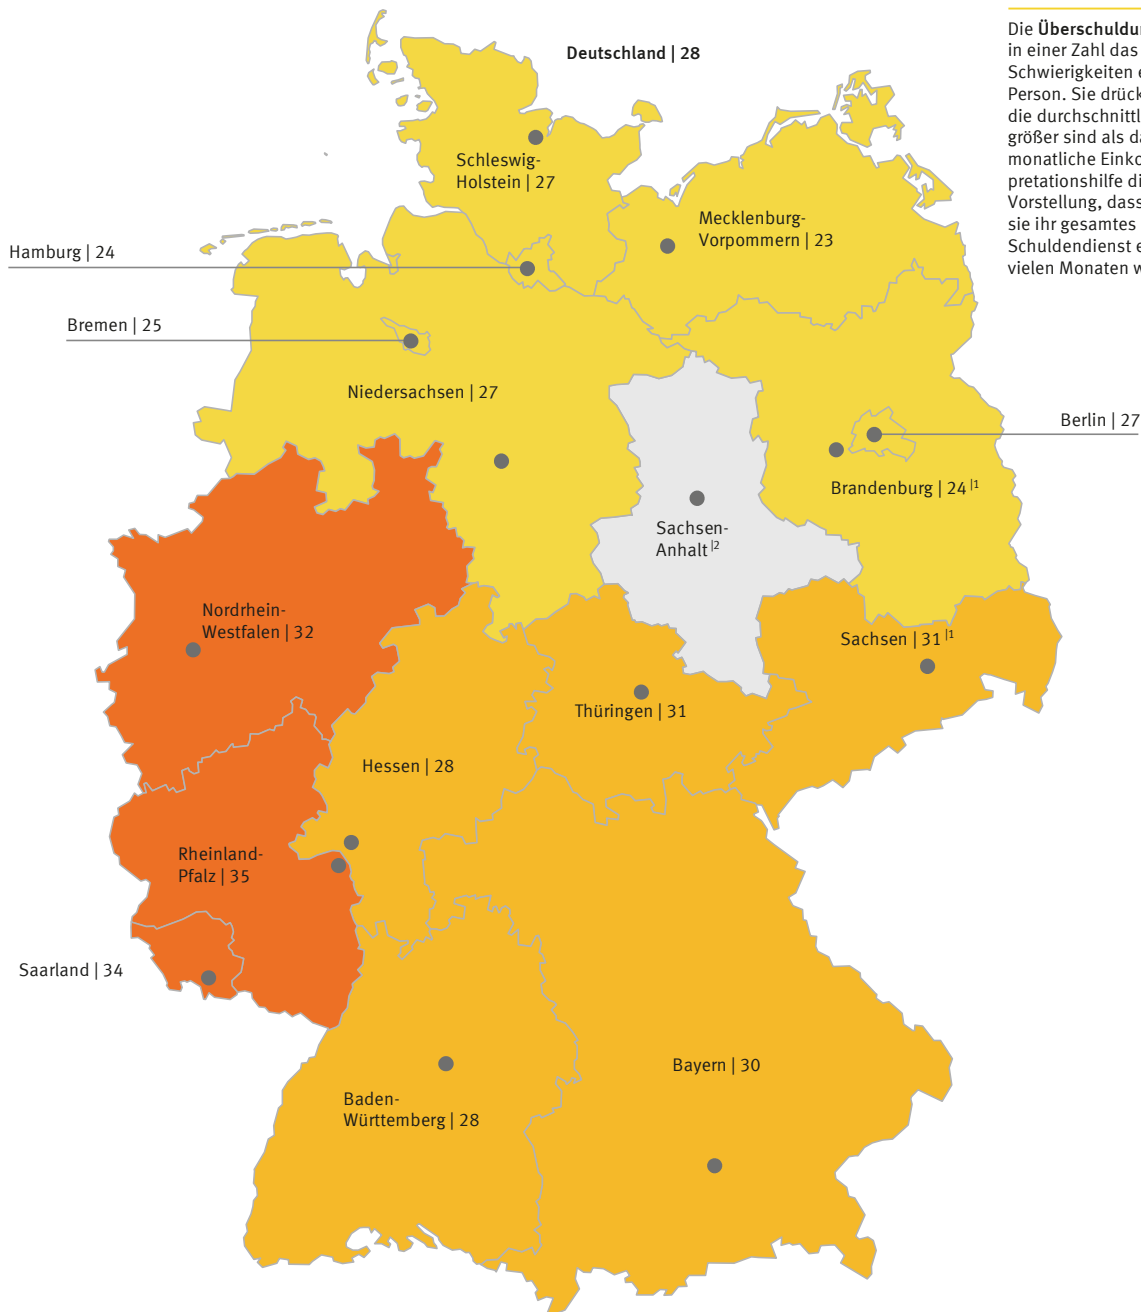 Deutschland | 28
Die Überschuldun
in einer Zahl das
Schwierigkeiten e
Person. Sie drück
die durchschnittl
größer sind als da
monatliche Einko
pretationshilfe di
Vorstellung, dass
sie ihr gesamtes
Schuldendienst e
vielen Monaten w
Schleswig-
Holstein | 27
Mecklenburg-
Vorpommern | 23
Hamburg | 24
Bremen | 25
Niedersachsen | 27
Berlin | 27
Brandenburg | 24 |1
Sachsen-
Anhalt |2
Nordrhein-
Westfalen | 32
Sachsen | 31 |1
Thüringen | 31
Hessen | 28
Rheinland-
Pfalz | 35
Saarland | 34
Bayern | 30
Baden-
Württemberg | 28